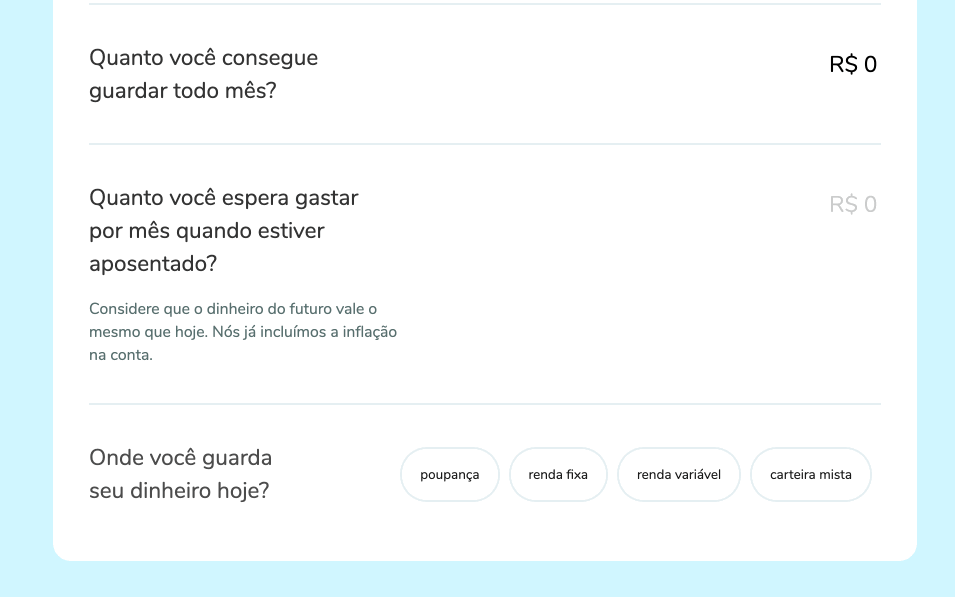 Quanto você consegue
guardar todo mês?
R$ 0
Quanto você espera gastar
por mês quando estiver
aposentado?
R$ 0
Considere que o dinheiro do futuro vale o
mesmo que hoje. Nós já incluímos a inflação
na conta.
Onde você guarda
seu dinheiro hoje?
poupança
renda fixa
renda variável
carteira mista